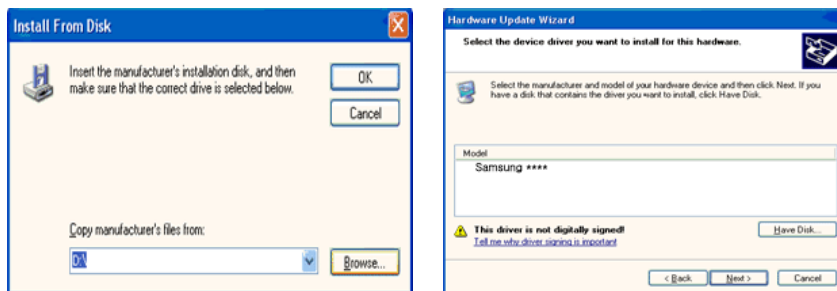 Install From Disk
Insert the manufacturer's installation disk, and then
make sure that the correct drive is selected below.
OK
Cancel
Copy manufacturer's files from:
D:\
Browse...
Hardware Update Wizard
Select the device driver you want to install for this hardware.
Select the manufacturer and model of your hardware device and then click Next. If you
have a disk that contains the driver you want to install, click Have Disk.
Model
Samsung ****
This driver is not digitally signed!
Tell me why driver signing is important
Have Disk...
< Back
Next >
Cancel